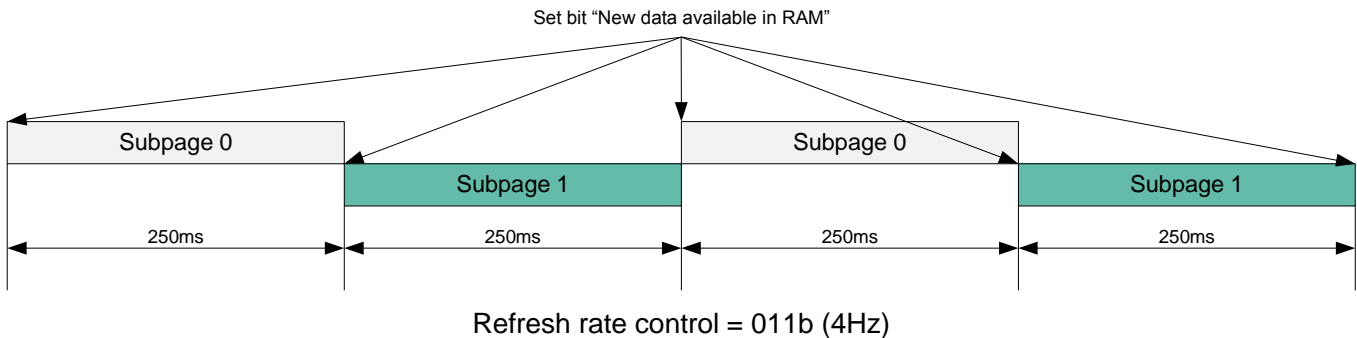 Set bit “New data available in RAM”
Subpage 0
Subpage 0
Subpage 1
Subpage 1
250ms
250ms
250ms
250ms
Refresh rate control = 011b (4Hz)